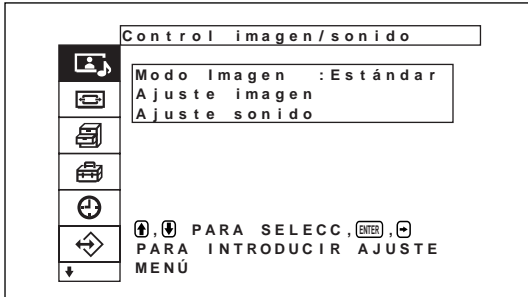 Control imagen/sonido
Modo Imagen :Estándar
Ajuste imagen
Ajuste sonido
↑,↓ PARA SELECC,ENTER,→
PARA INTRODUCIR AJUSTE
MENÚ